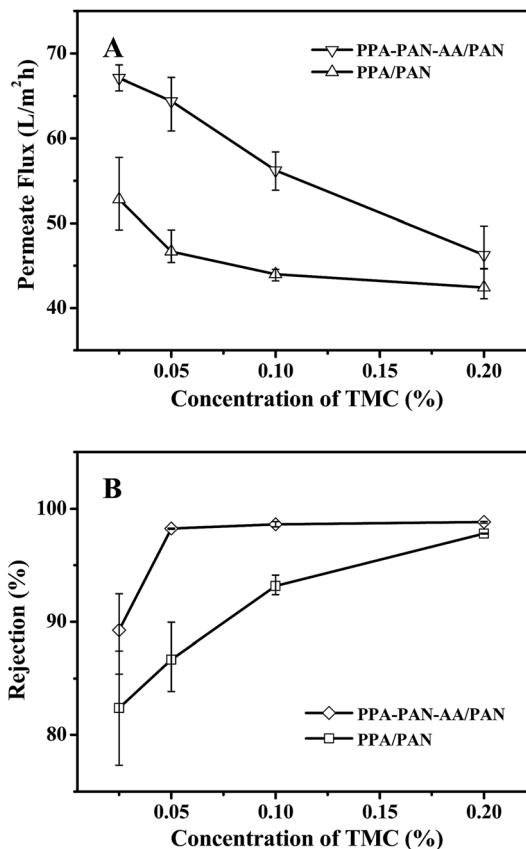 A
PPA-PAN-AA/PAN
PPA/PAN
Permeate Flux (L/m²h)
70
60
50
40
0.05 0.10 0.15 0.20
Concentration of TMC (%)
B
Rejection (%)
100
90
80
PPA-PAN-AA/PAN
PPA/PAN
0.05 0.10 0.15 0.20
Concentration of TMC (%)